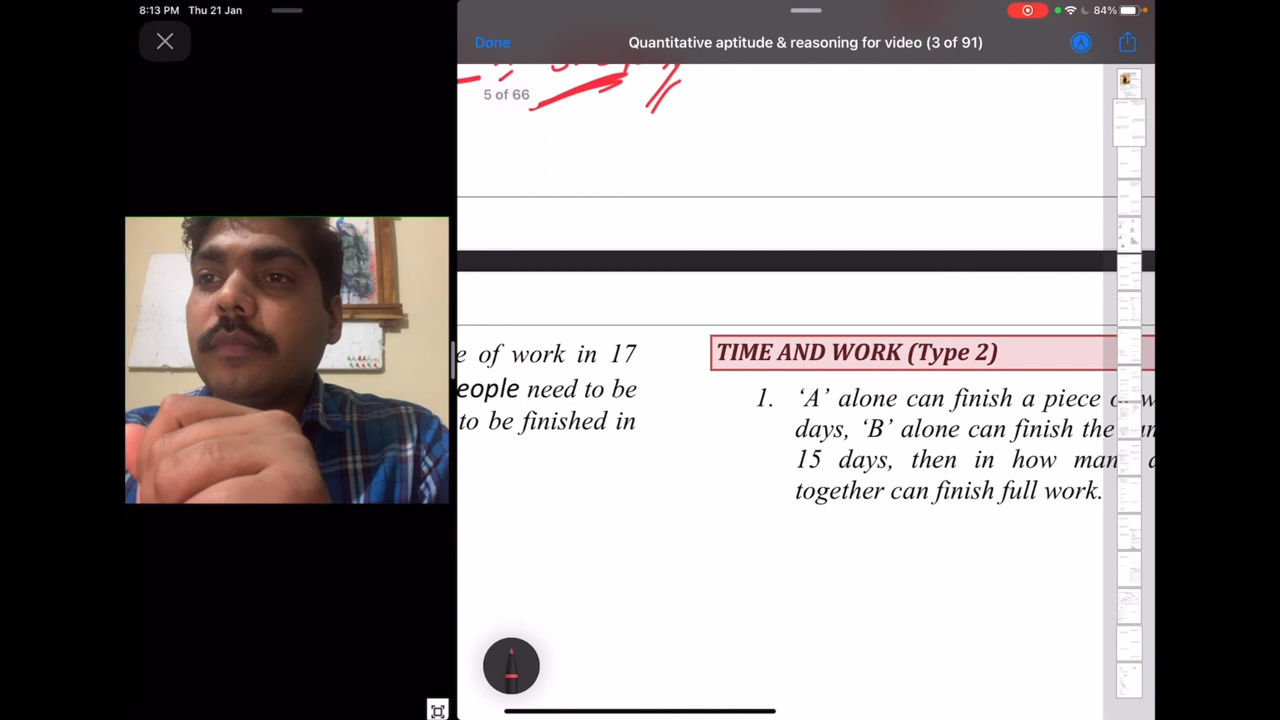 8:13 PM Thu 21 Jan
84%
Done
Quantitative aptitude & reasoning for video (3 of 91)
5 of 66
e of work in 17
eople need to be
to be finished in
TIME AND WORK (Type 2)
1. ‘A’ alone can finish a piece
days, ‘B’ alone can finish the
15 days, then in how
together can finish full work.